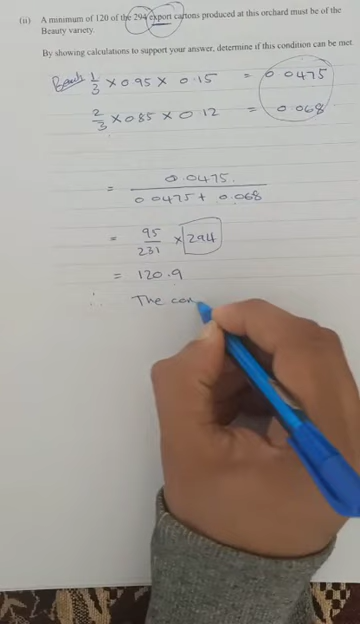 (ii) A minimum of 120 of the 294 export cartons produced at this orchard must be of the
Beauty variety.
By showing calculations to support your answer, determine if this condition can be met.
Beauty 1/3 × 0.95 × 0.15 = 0.0475
2/3 × 0.85 × 0.12 = 0.068
= 0.0475 / 0.0475 + 0.068
= 95/231 × 294
= 120.9
∴ The con